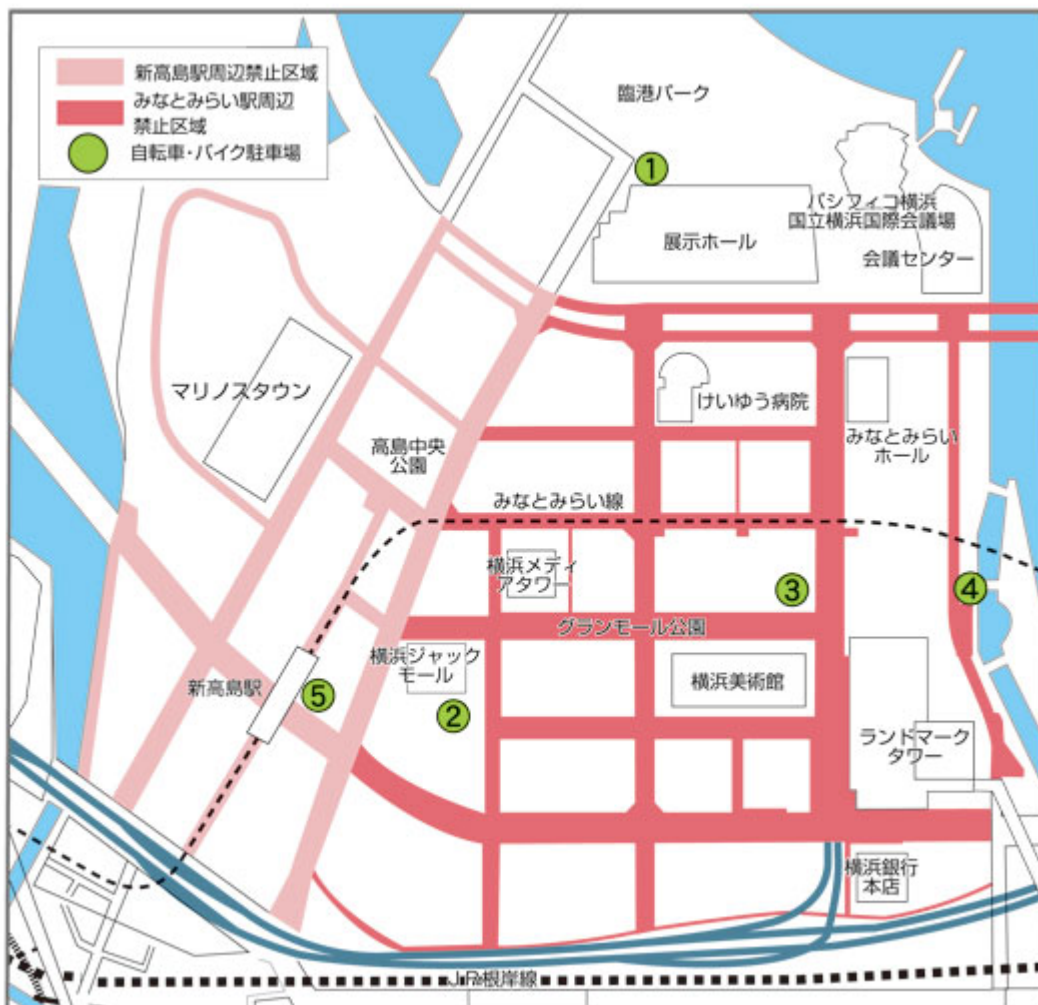 新高島駅周辺禁止区域
みなとみらい駅周辺
禁止区域
自転車・バイク駐車場
臨港パーク
①
パシフィコ横浜
国立横浜国際会議場
展示ホール
会議センター
マリノスタウン
けいゆう病院
みなとみらい
ホール
高島中央
公園
みなとみらい線
横浜メディ
アタワー
③
④
グランモール公園
横浜ジャック
モール
新高島駅
⑤
②
横浜美術館
ランドマーク
タワー
横浜銀行
本店
JR根岸線